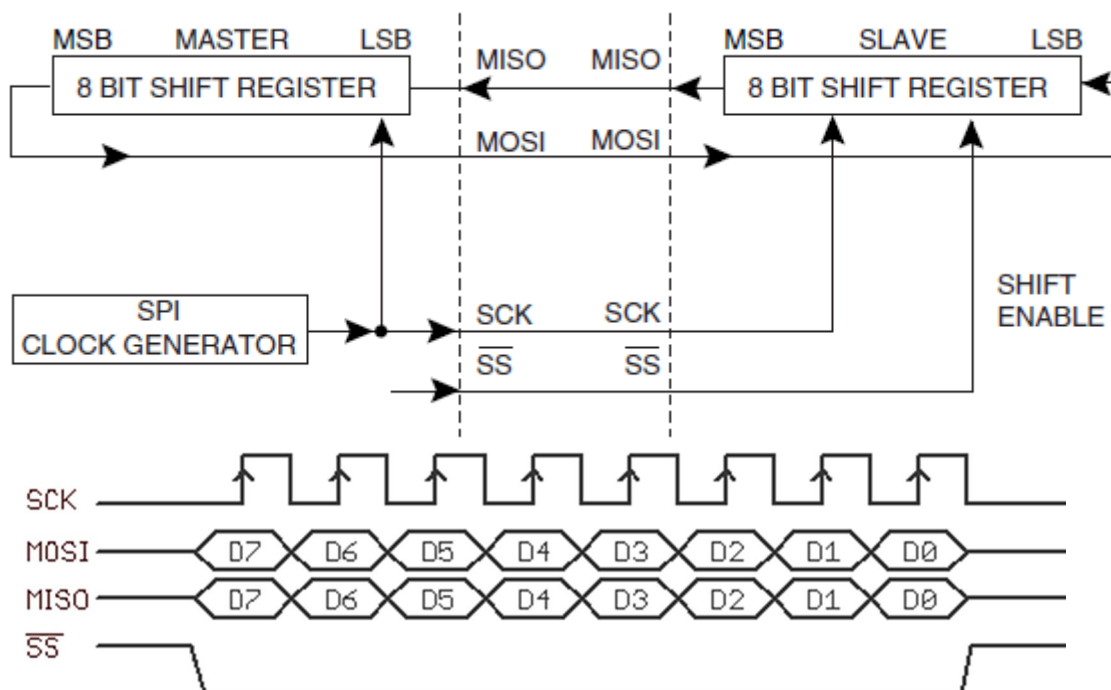 MSB MASTER LSB
8 BIT SHIFT REGISTER
MISO MISO
MSB SLAVE LSB
8 BIT SHIFT REGISTER
MOSI MOSI
SPI
CLOCK GENERATOR
SCK SCK
SS SS
SHIFT
ENABLE
SCK
MOSI D7 D6 D5 D4 D3 D2 D1 D0
MISO D7 D6 D5 D4 D3 D2 D1 D0
SS